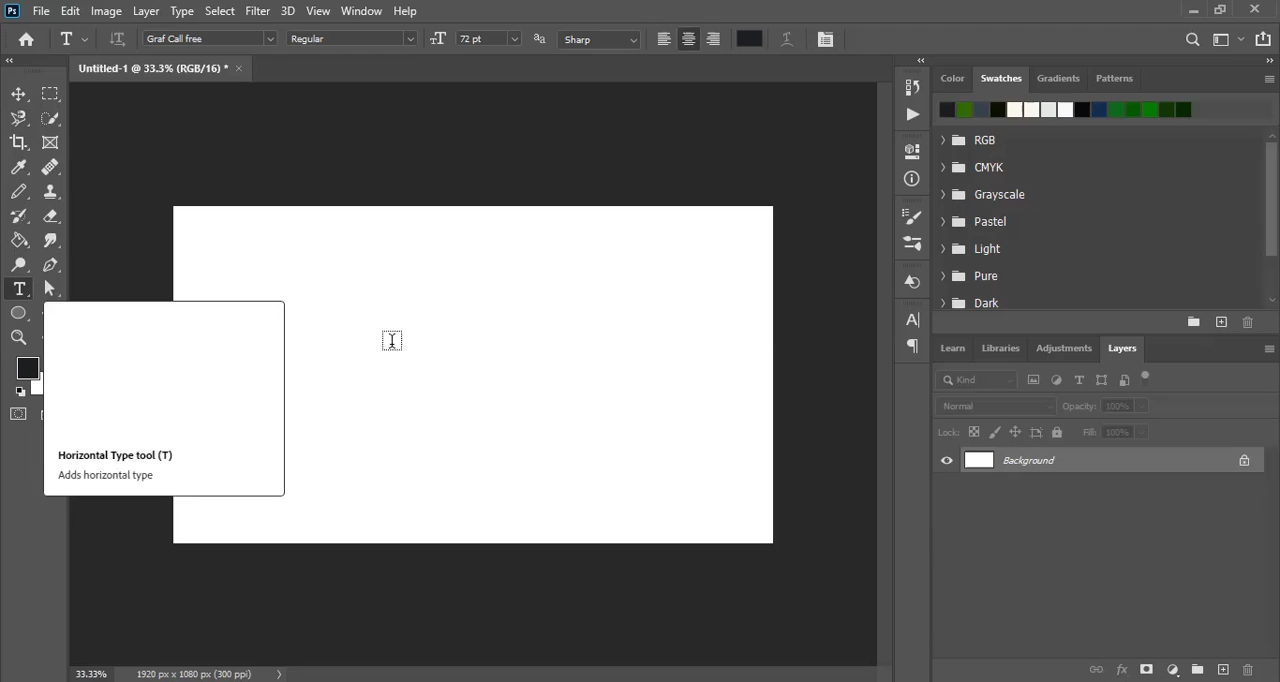 Ps File Edit Image Layer Type Select Filter 3D View Window Help
T Graf Call free Regular 72 pt Sharp
Untitled-1 @ 33.3% (RGB/16) * ×
Color Swatches Gradients Patterns
RGB
CMYK
Grayscale
Pastel
Light
Pure
Dark
Horizontal Type tool (T)
Adds horizontal type
Learn Libraries Adjustments Layers
Kind
Normal Opacity: 100%
Lock: Fill: 100%
Background
33.33% 1920 px x 1080 px (300 ppi)